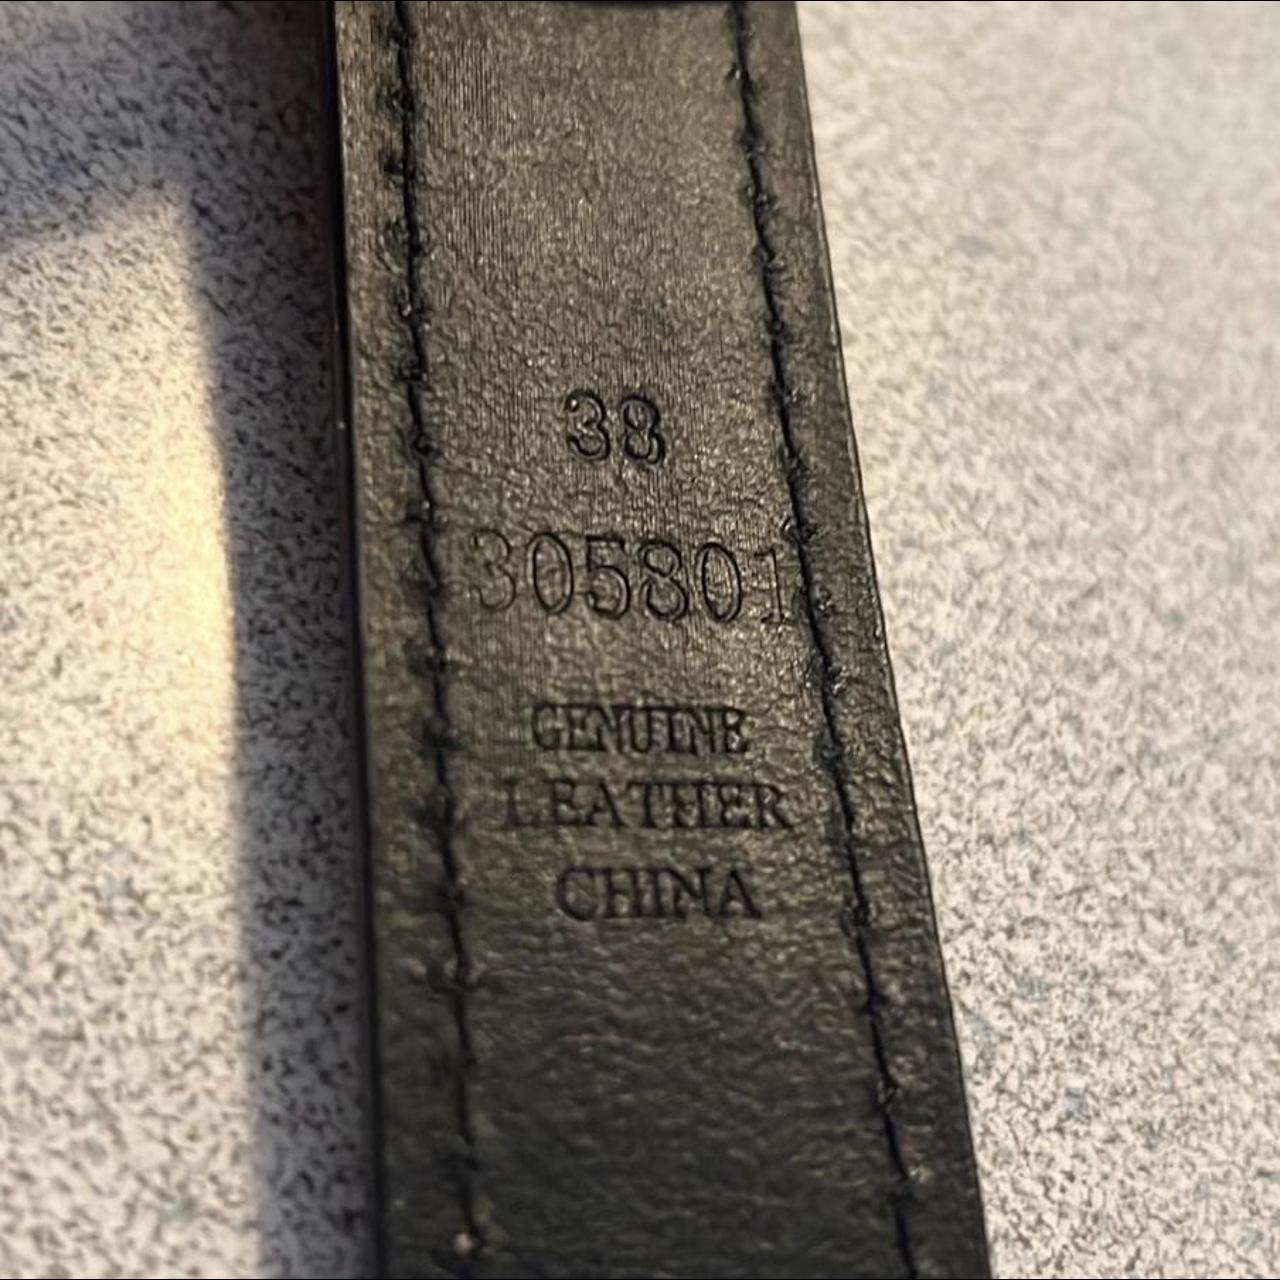 38
305801
GENUINE
LEATHER
CHINA